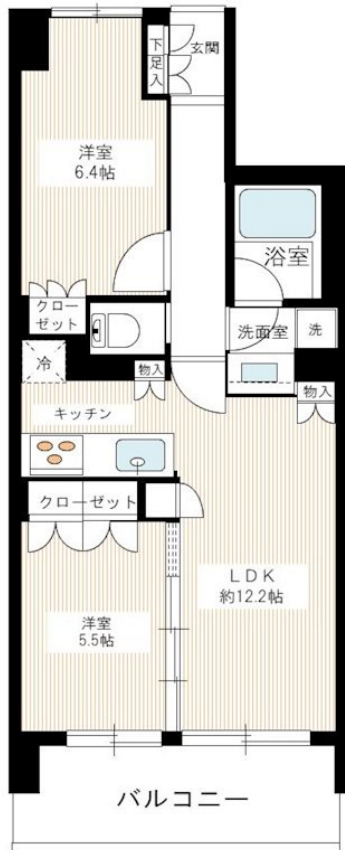 下
足
入
玄関
洋室
6.4帖
浴室
クロー
ゼット
洗面室
洗
冷
物入
物入
キッチン
クローゼット
LDK
約12.2帖
洋室
5.5帖
バルコニー